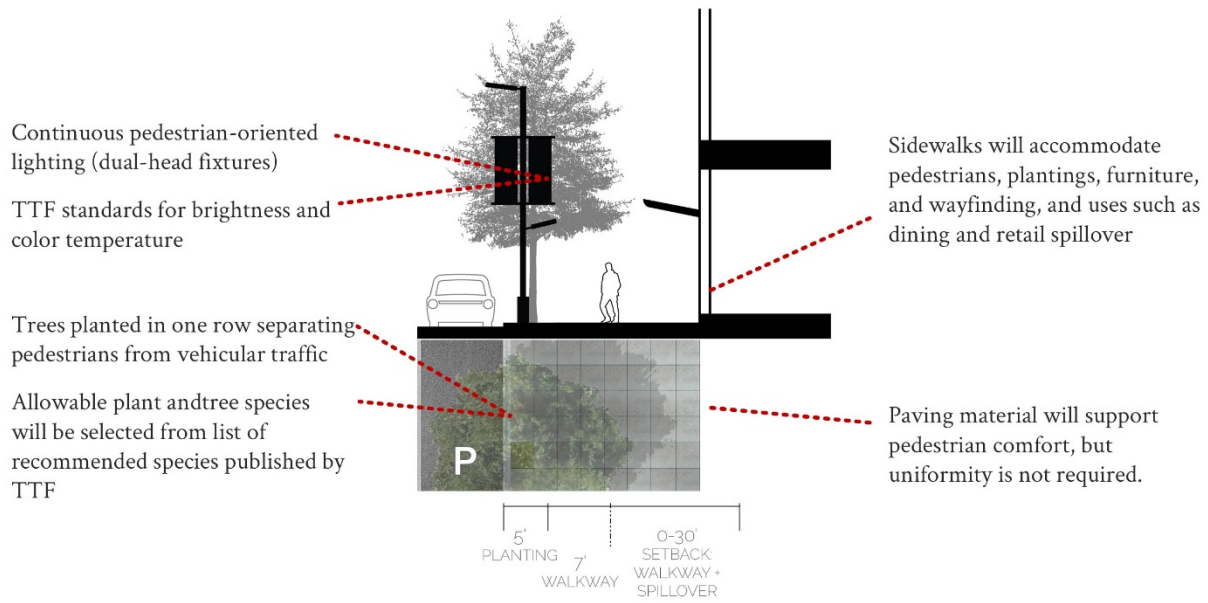 Continuous pedestrian-oriented
lighting (dual-head fixtures)
TTF standards for brightness and
color temperature
Trees planted in one row separating
pedestrians from vehicular traffic
Allowable plant andtree species
will be selected from list of
recommended species published by
TTF
Sidewalks will accommodate
pedestrians, plantings, furniture,
and wayfinding, and uses such as
dining and retail spillover
Paving material will support
pedestrian comfort, but
uniformity is not required.
P
5'
PLANTING
7'
WALKWAY
0-30'
SETBACK:
WALKWAY +
SPILLOVER